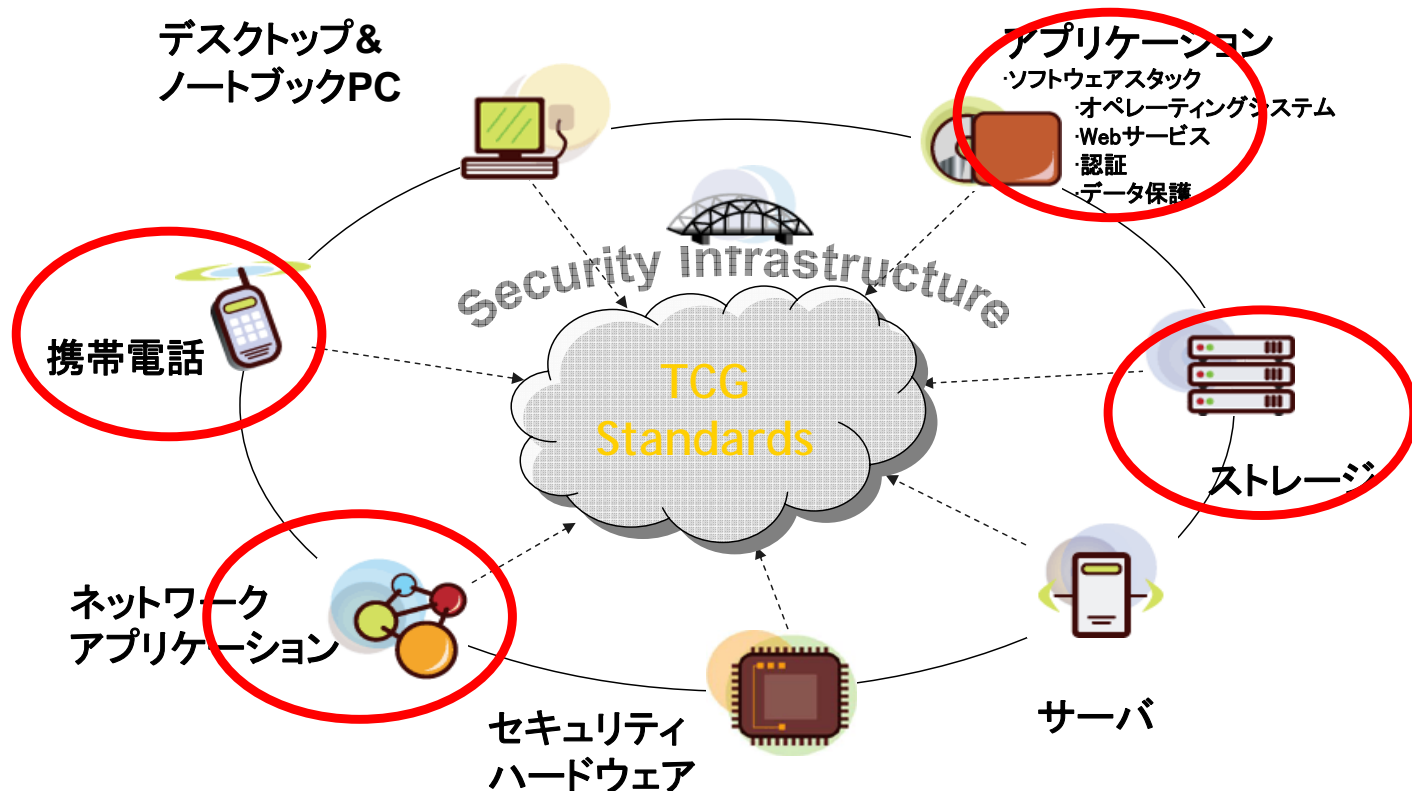 デスクトップ&
ノートブックPC
アプリケーション
·ソフトウェアスタック
·オペレーティングシステム
·Webサービス
·認証
·データ保護
Security Infrastructure
携帯電話
TCG
Standards
ストレージ
ネットワーク
アプリケーション
サーバ
セキュリティ
ハードウェア